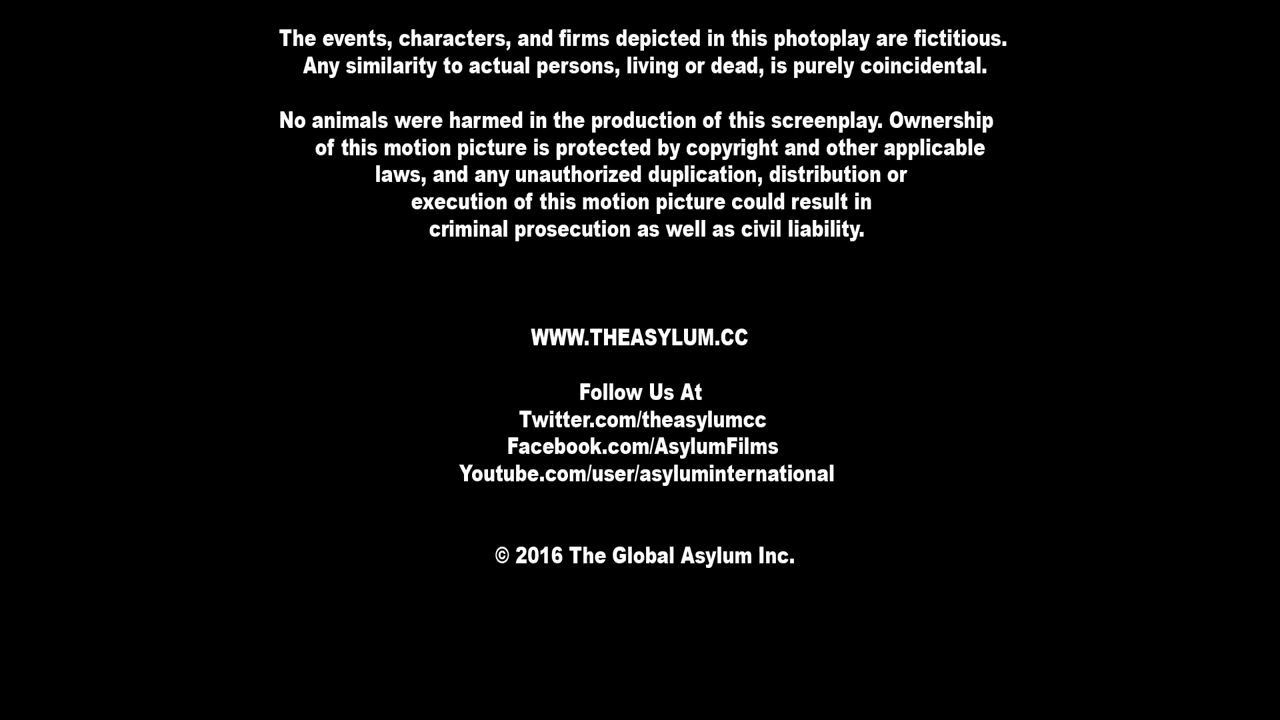 The events, characters, and firms depicted in this photoplay are fictitious.
Any similarity to actual persons, living or dead, is purely coincidental.
No animals were harmed in the production of this screenplay. Ownership
of this motion picture is protected by copyright and other applicable
laws, and any unauthorized duplication, distribution or
execution of this motion picture could result in
criminal prosecution as well as civil liability.
WWW.THEASYLUM.CC
Follow Us At
Twitter.com/theasylumcc
Facebook.com/AsylumFilms
Youtube.com/user/asyluminternational
© 2016 The Global Asylum Inc.